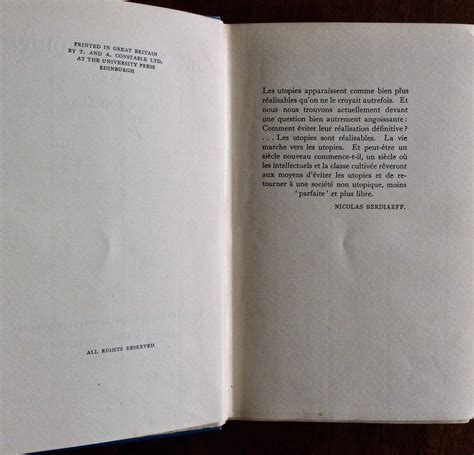 PRINTED IN GREAT BRITAIN
BY T. AND A. CONSTABLE LTD,
AT THE UNIVERSITY PRESS
EDINBURGH
ALL RIGHTS RESERVED
Les utopies apparaissent comme bien plus
réalisables qu'on ne le croyait autrefois. Et
nous nous trouvons actuellement devant
une question bien autrement angoissante :
Comment éviter leur réalisation définitive ?
. . . Les utopies sont réalisables. La vie
marche vers les utopies. Et peut-être un
siècle nouveau commence-t-il, un siècle où
les intellectuels et la classe cultivée rêveront
aux moyens d'éviter les utopies et de re-
tourner à une société non utopique, moins
'parfaite' et plus libre.
NICOLAS BERDIAEFF.